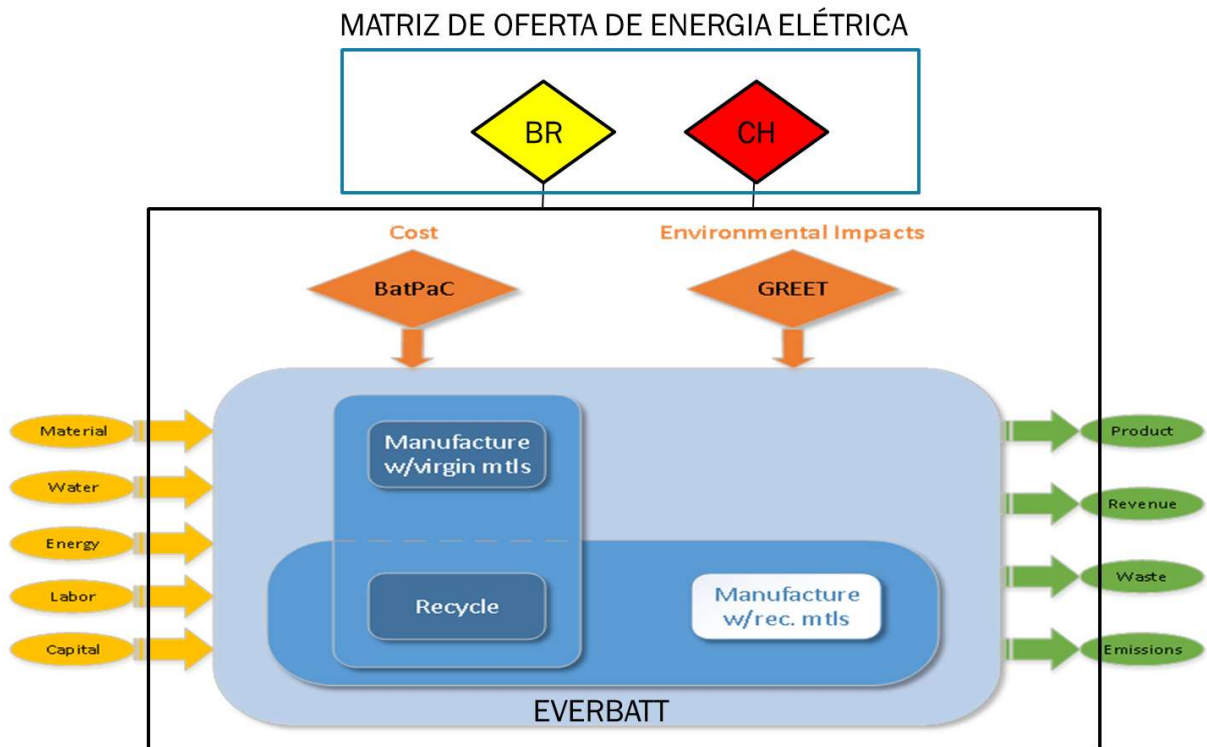 MATRIZ DE OFERTA DE ENERGIA ELÉTRICA
BR
CH
Cost
Environmental Impacts
BatPaC
GREET
Material
Water
Energy
Labor
Capital
Manufacture
w/virgin mtls
Recycle
Manufacture
w/rec. mtls
Product
Revenue
Waste
Emissions
EVERBATT